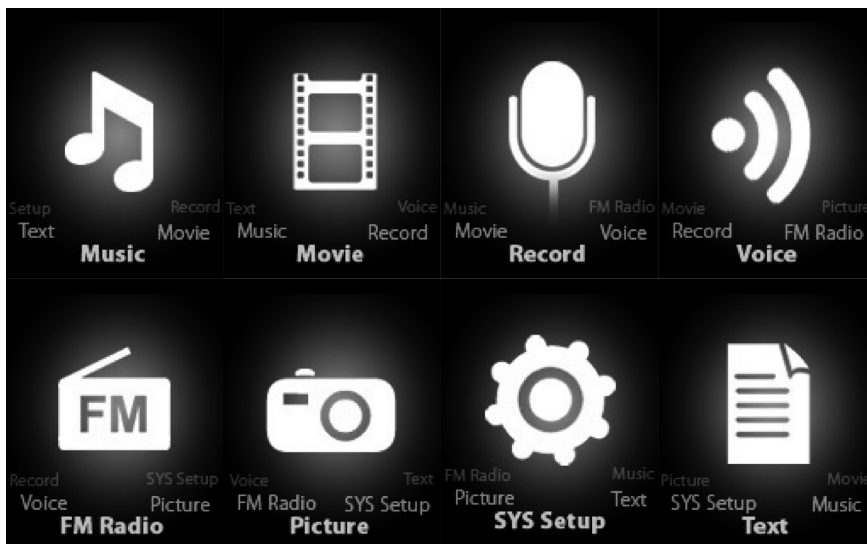 Setup Record
Text Movie
Music
Text Voice
Music Record
Movie
Music FM Radio
Movie Voice
Record
Movie Picture
Record FM Radio
Voice
FM
Record SYS Setup
Voice Picture
FM Radio
Voice Text
FM Radio SYS Setup
Picture
FM Radio Music
Picture Text
SYS Setup
Picture Movie
SYS Setup Music
Text